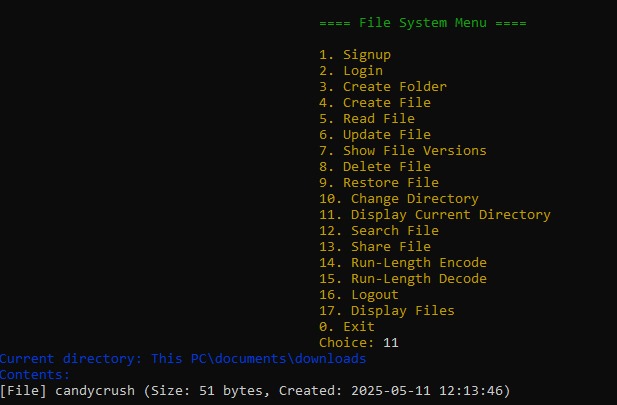 ==== File System Menu ====
1. Signup
2. Login
3. Create Folder
4. Create File
5. Read File
6. Update File
7. Show File Versions
8. Delete File
9. Restore File
10. Change Directory
11. Display Current Directory
12. Search File
13. Share File
14. Run-Length Encode
15. Run-Length Decode
16. Logout
17. Display Files
0. Exit
Choice: 11
Current directory: This PC\documents\downloads
Contents:
[File] candycrush (Size: 51 bytes, Created: 2025-05-11 12:13:46)